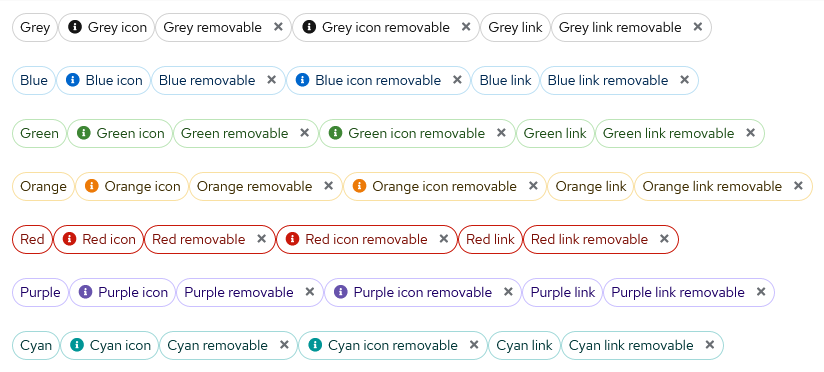 Grey Grey icon Grey removable Grey icon removable Grey link Grey link removable
Blue Blue icon Blue removable Blue icon removable Blue link Blue link removable
Green Green icon Green removable Green icon removable Green link Green link removable
Orange Orange icon Orange removable Orange icon removable Orange link Orange link removable
Red Red icon Red removable Red icon removable Red link Red link removable
Purple Purple icon Purple removable Purple icon removable Purple link Purple link removable
Cyan Cyan icon Cyan removable Cyan icon removable Cyan link Cyan link removable